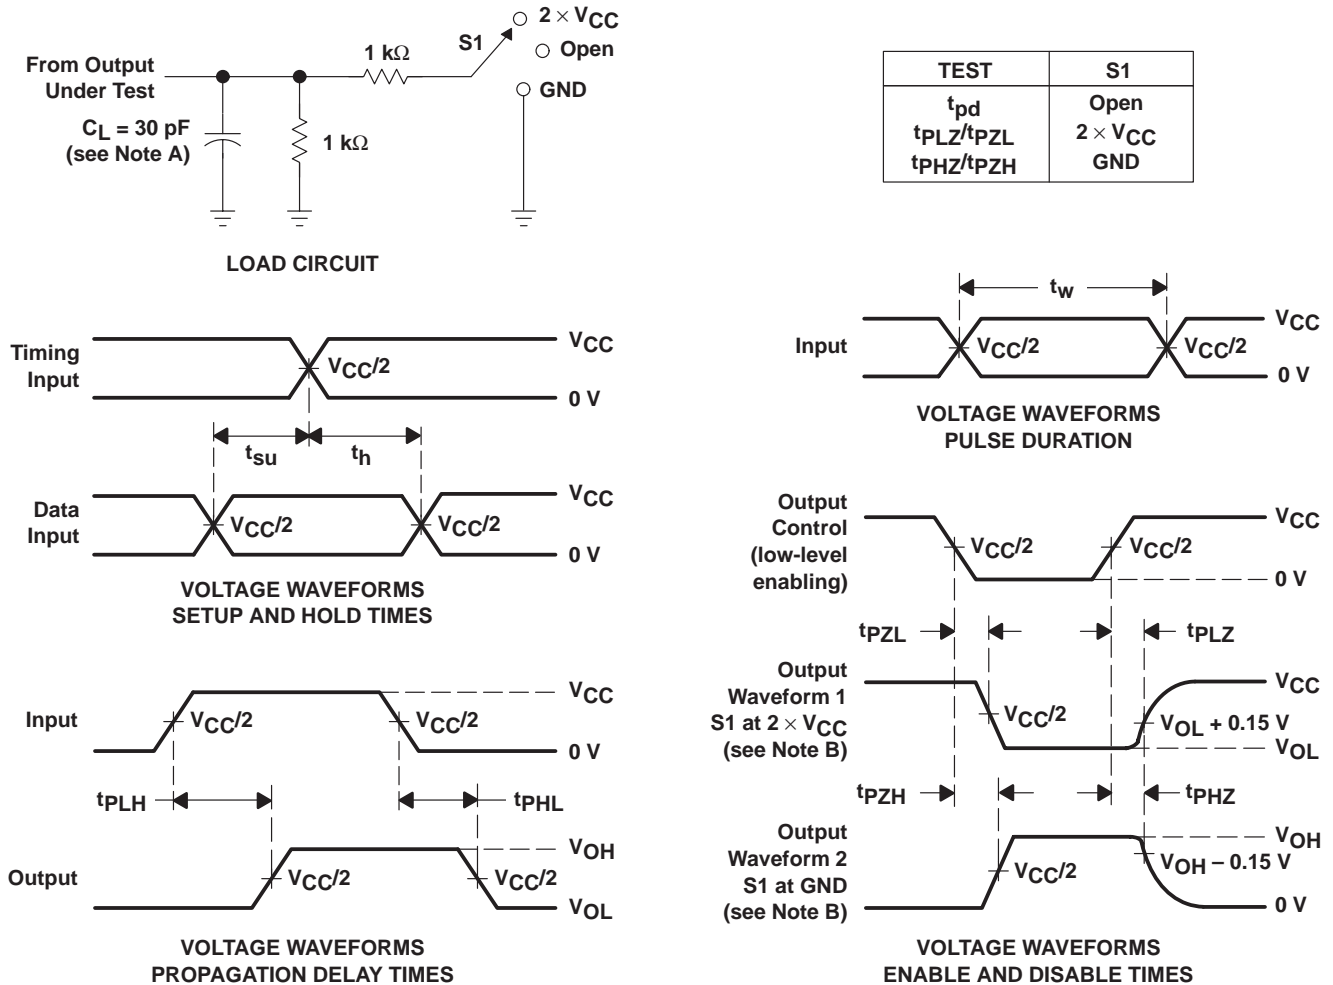 2 × VCC
S1
Open
1 kΩ
From Output
Under Test
GND
CL = 30 pF
(see Note A)
1 kΩ
LOAD CIRCUIT
TEST S1
tpd Open
tPLZ/tPZL 2 × VCC
tPHZ/tPZH GND
tw
Input
VCC/2
VCC/2
VCC
0 V
VOLTAGE WAVEFORMS
PULSE DURATION
Timing
Input
VCC/2
VCC
0 V
tsu
th
Data
Input
VCC/2
VCC/2
VCC
0 V
VOLTAGE WAVEFORMS
SETUP AND HOLD TIMES
Input
VCC/2
VCC/2
VCC
0 V
tPLH
tPHL
Output
VCC/2
VCC/2
VOH
VOL
VOLTAGE WAVEFORMS
PROPAGATION DELAY TIMES
Output
Control
(low-level
enabling)
VCC/2
VCC/2
VCC
0 V
tPZL
tPLZ
Output
Waveform 1
S1 at 2 × VCC
(see Note B)
VCC/2
VCC
VOL + 0.15 V
VOL
tPZH
tPHZ
Output
Waveform 2
S1 at GND
(see Note B)
VCC/2
VOH
VOH − 0.15 V
0 V
VOLTAGE WAVEFORMS
ENABLE AND DISABLE TIMES